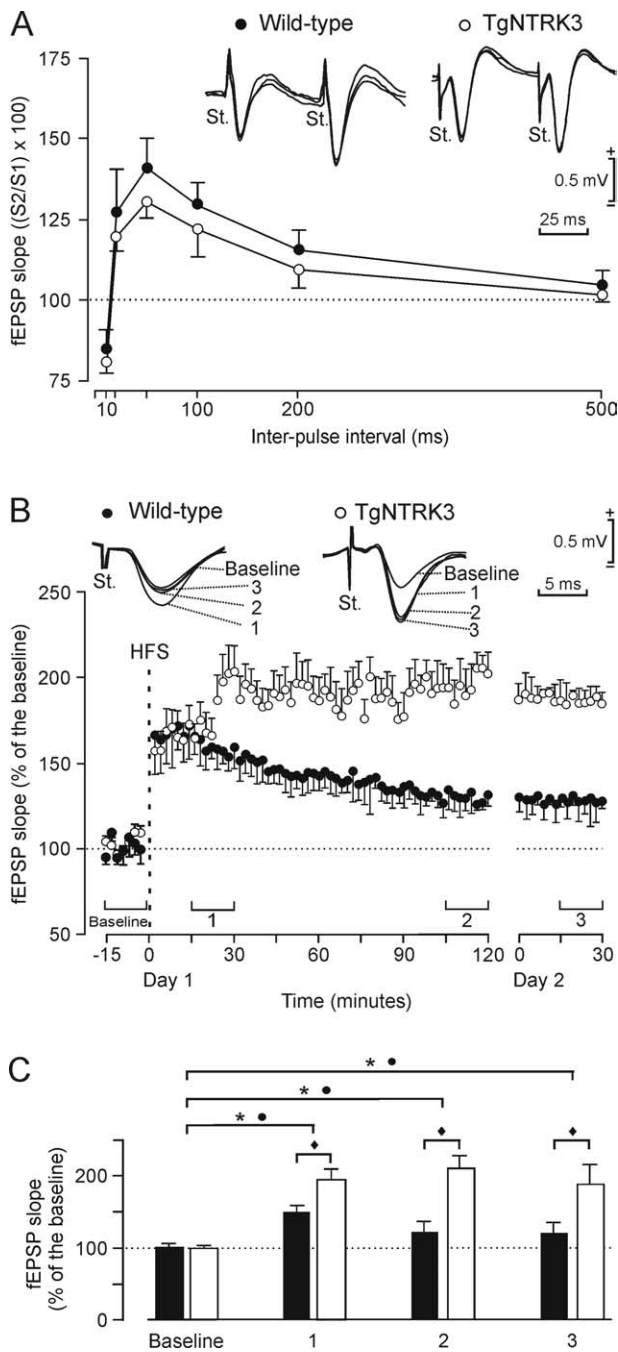 A
● Wild-type ○ TgNTRK3
fEPSP slope ((S2/S1) x 100)
175
150
125
100
75
St. St. St. St.
+
0.5 mV
–
25 ms
10 100 200 500
Inter-pulse interval (ms)
B
● Wild-type ○ TgNTRK3
+
0.5 mV
–
5 ms
St. Baseline 3 2 1
St. Baseline 1 2 3
HFS
fEPSP slope (% of the baseline)
250
200
150
100
50
Baseline 1 2 3
-15 0 30 60 90 120 0 30
Day 1 Day 2
Time (minutes)
C
* ●
* ●
* ●
♦ ♦ ♦
fEPSP slope
(% of the baseline)
200
100
0
Baseline 1 2 3